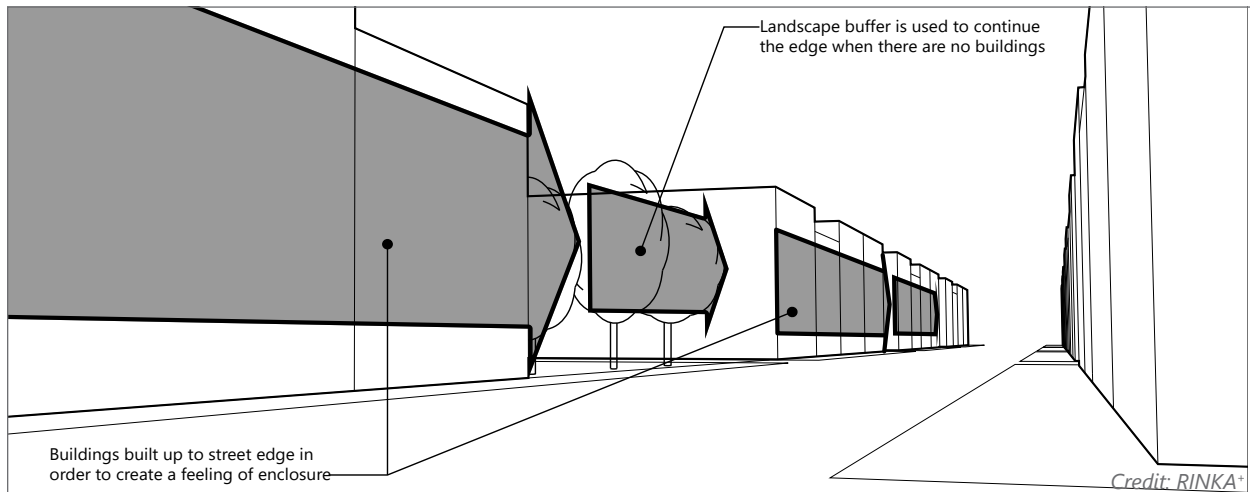 Landscape buffer is used to continue
the edge when there are no buildings
Buildings built up to street edge in
order to create a feeling of enclosure
Credit: RINKA+